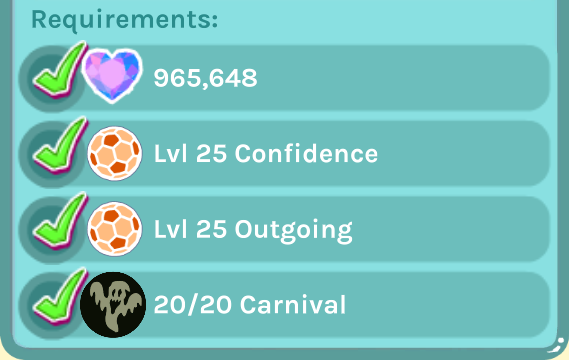 Requirements:
965,648
Lvl 25 Confidence
Lvl 25 Outgoing
20/20 Carnival